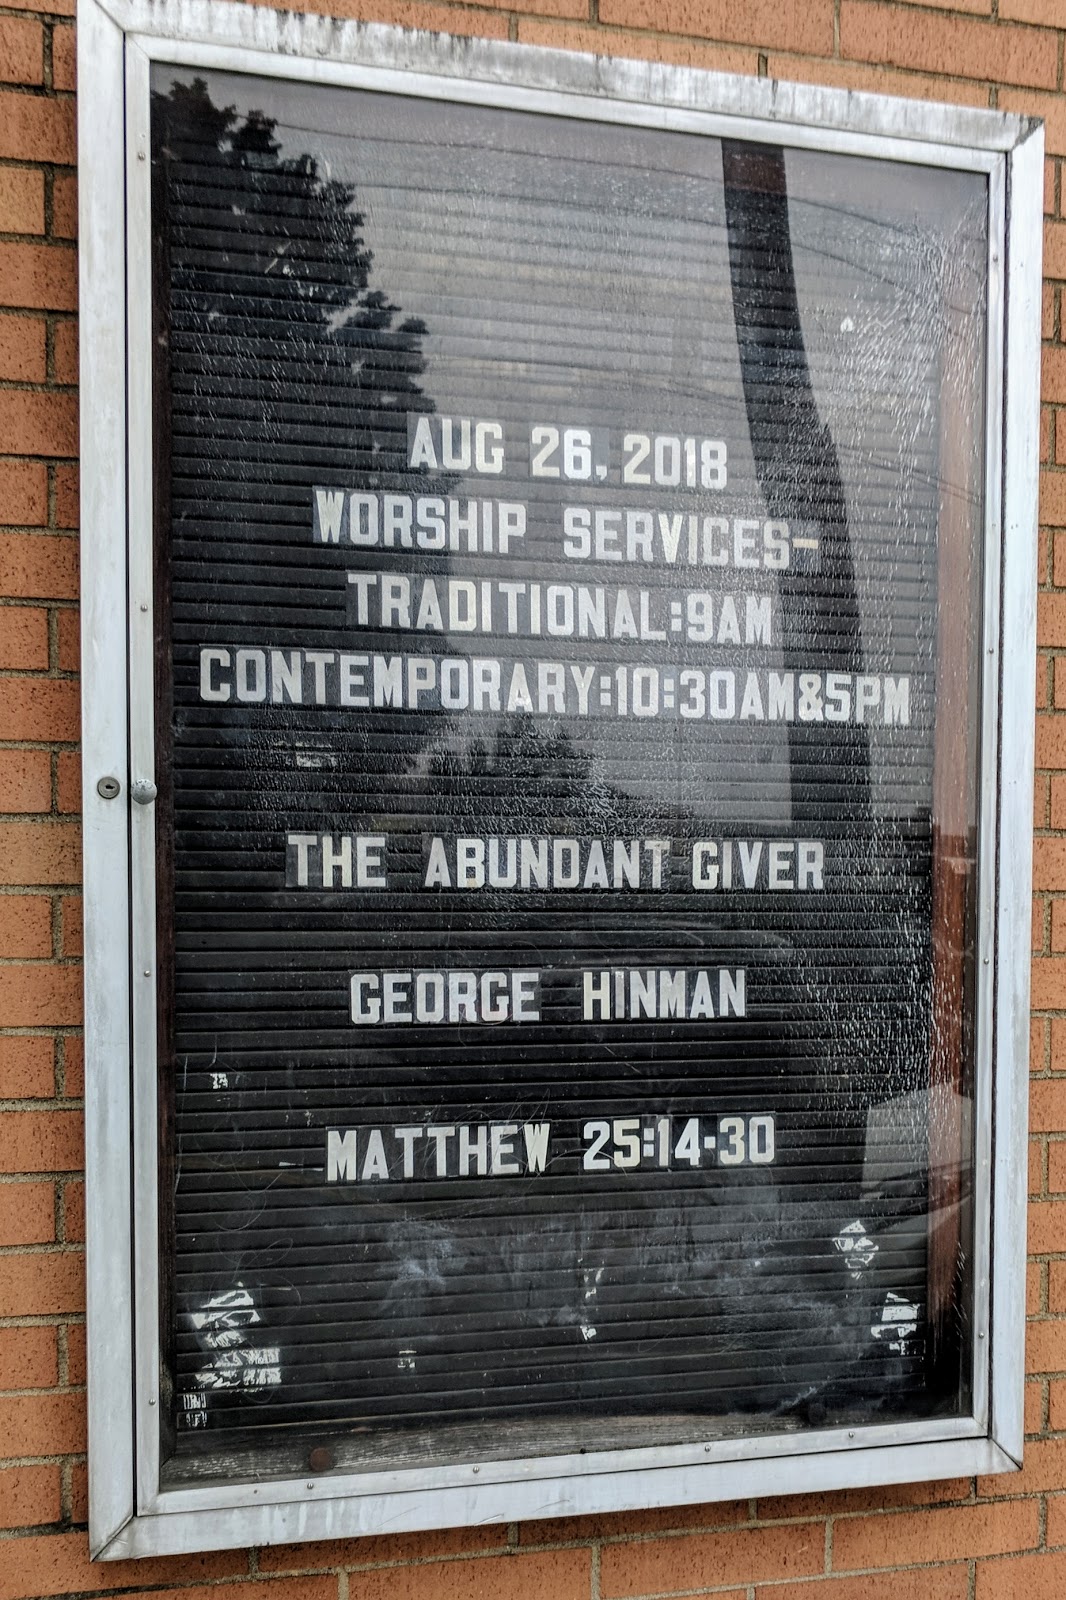 AUG 26, 2018
WORSHIP SERVICES-
TRADITIONAL:9AM
CONTEMPORARY:10:30AM&5PM
THE ABUNDANT GIVER
GEORGE HINMAN
MATTHEW 25:14-30